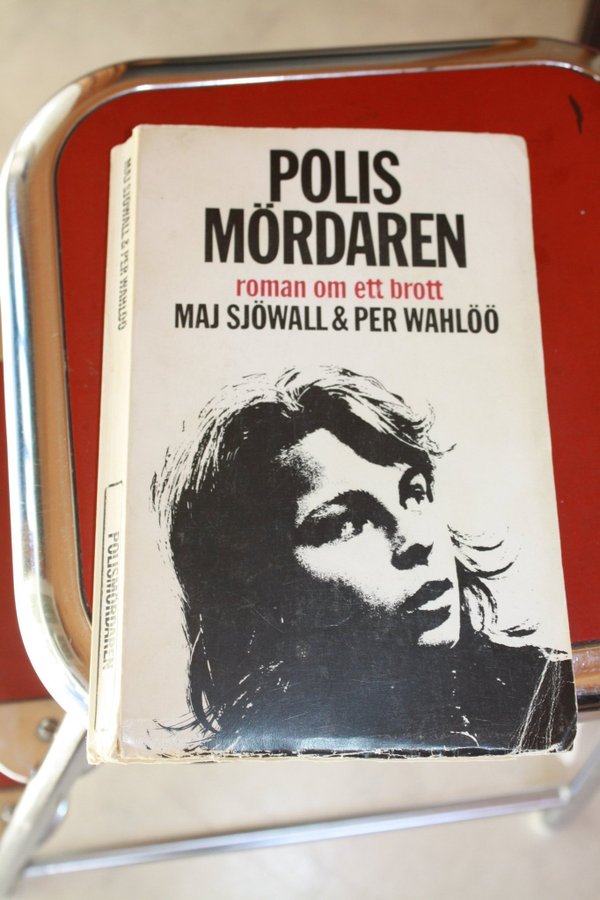 POLIS
MÖRDAREN
roman om ett brott
MAJ SJÖWALL & PER WAHLÖÖ
MAJ SJÖWALL & PER WAHLÖÖ
POLISMÖRDAREN